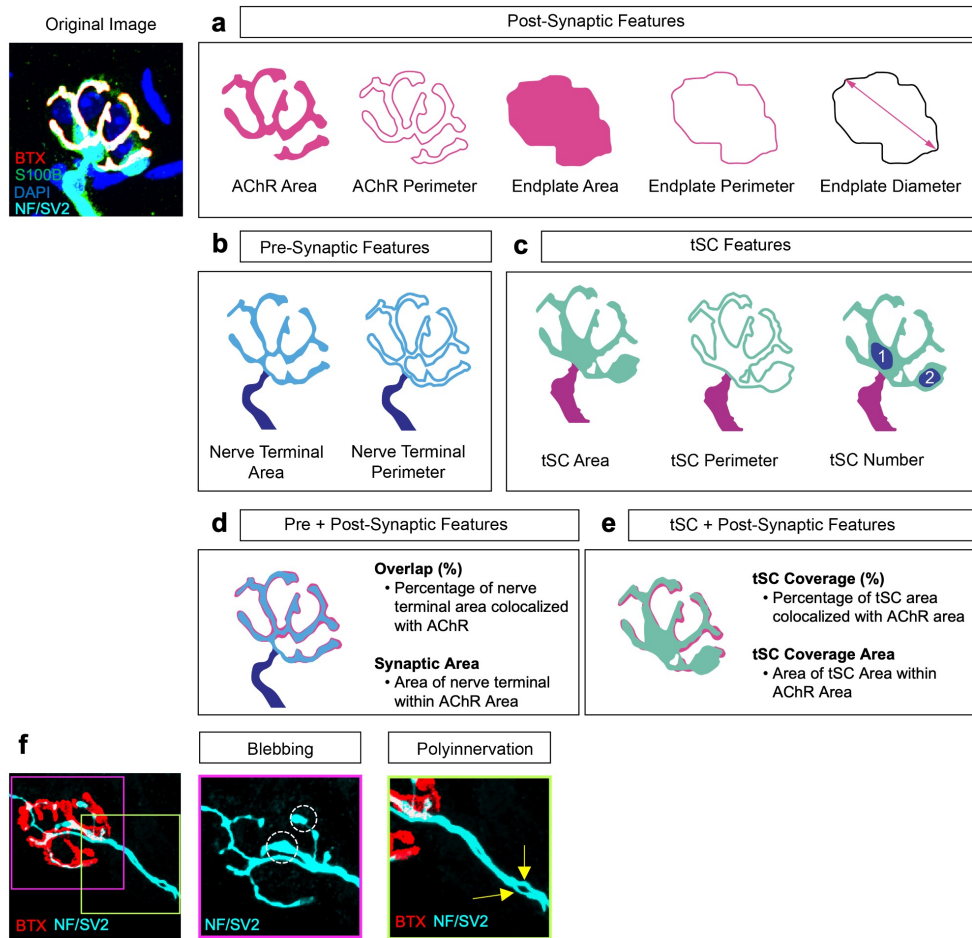 Original Image
BTX
S100B
DAPI
NF/SV2
a
Post-Synaptic Features
AChR Area
AChR Perimeter
Endplate Area
Endplate Perimeter
Endplate Diameter
b
Pre-Synaptic Features
Nerve Terminal
Area
Nerve Terminal
Perimeter
c
tSC Features
1
2
tSC Area
tSC Perimeter
tSC Number
d
Pre + Post-Synaptic Features
Overlap (%)
• Percentage of nerve
terminal area colocalized
with AChR
Synaptic Area
• Area of nerve terminal
within AChR Area
e
tSC + Post-Synaptic Features
tSC Coverage (%)
• Percentage of tSC area
colocalized with AChR area
tSC Coverage Area
• Area of tSC Area within
AChR Area
f
BTX NF/SV2
Blebbing
NF/SV2
Polyinnervation
BTX NF/SV2